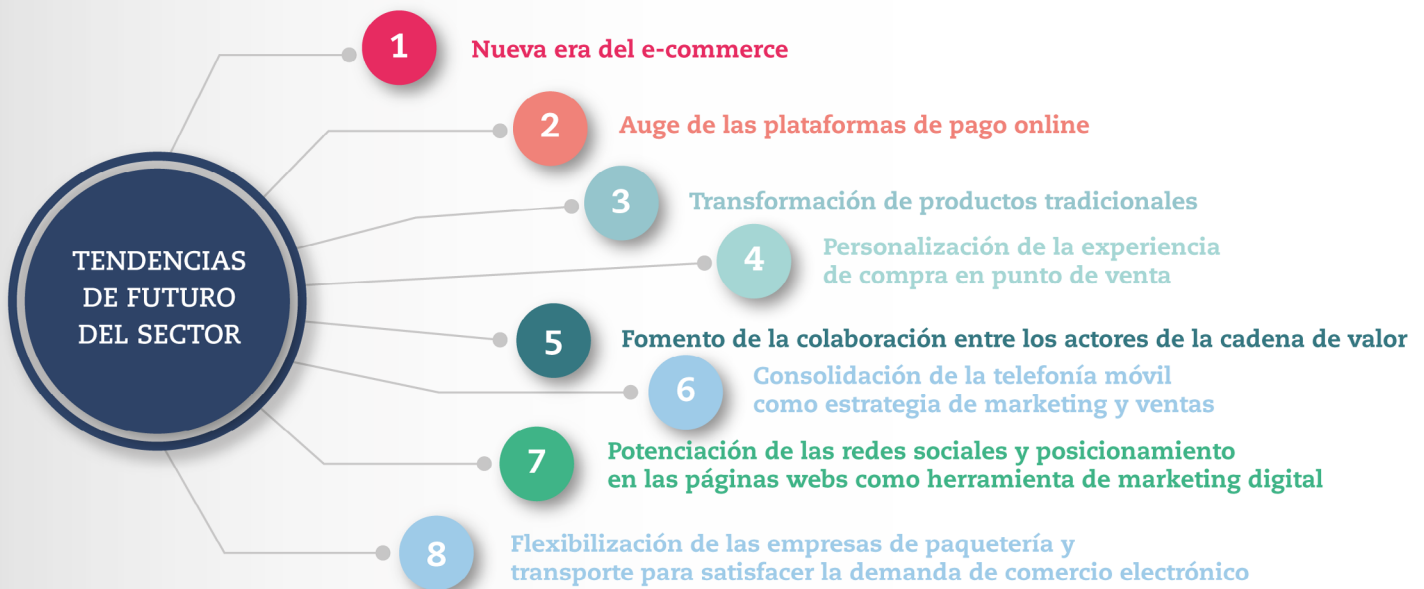 TENDENCIAS
DE FUTURO
DEL SECTOR
1
Nueva era del e-commerce
2
Auge de las plataformas de pago online
3
Transformación de productos tradicionales
4
Personalización de la experiencia
de compra en punto de venta
5
Fomento de la colaboración entre los actores de la cadena de valor
6
Consolidación de la telefonía móvil
como estrategia de marketing y ventas
7
Potenciación de las redes sociales y posicionamiento
en las páginas webs como herramienta de marketing digital
8
Flexibilización de las empresas de paquetería y
transporte para satisfacer la demanda de comercio electrónico